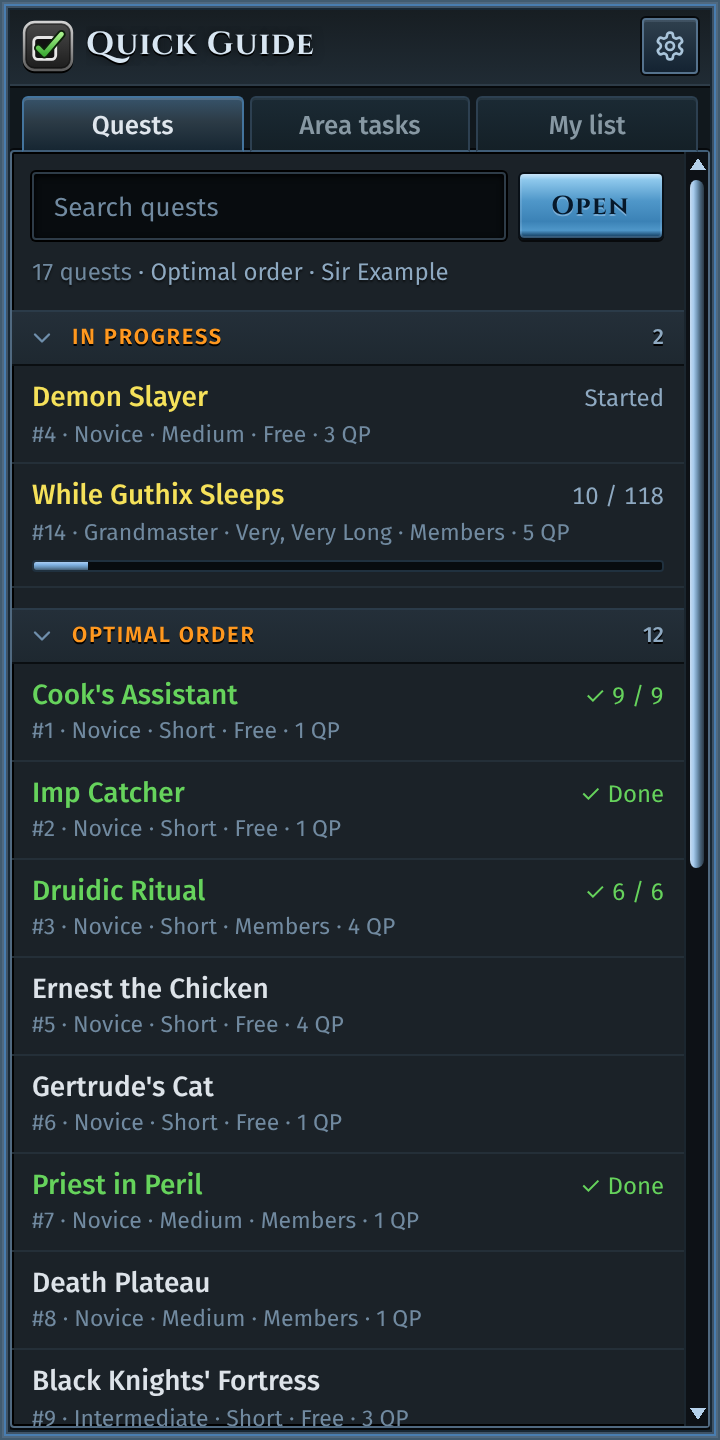 Quick Guide
Quests
Area tasks
My list
Search quests
Open
17 quests · Optimal order · Sir Example
IN PROGRESS 2
Demon Slayer Started
#4 · Novice · Medium · Free · 3 QP
While Guthix Sleeps 10 / 118
#14 · Grandmaster · Very, Very Long · Members · 5 QP
OPTIMAL ORDER 12
Cook's Assistant ✓ 9 / 9
#1 · Novice · Short · Free · 1 QP
Imp Catcher ✓ Done
#2 · Novice · Short · Free · 1 QP
Druidic Ritual ✓ 6 / 6
#3 · Novice · Short · Members · 4 QP
Ernest the Chicken
#5 · Novice · Short · Free · 4 QP
Gertrude's Cat
#6 · Novice · Short · Free · 1 QP
Priest in Peril ✓ Done
#7 · Novice · Medium · Members · 1 QP
Death Plateau
#8 · Novice · Medium · Members · 1 QP
Black Knights' Fortress
#9 · Intermediate · Short · Free · 3 QP